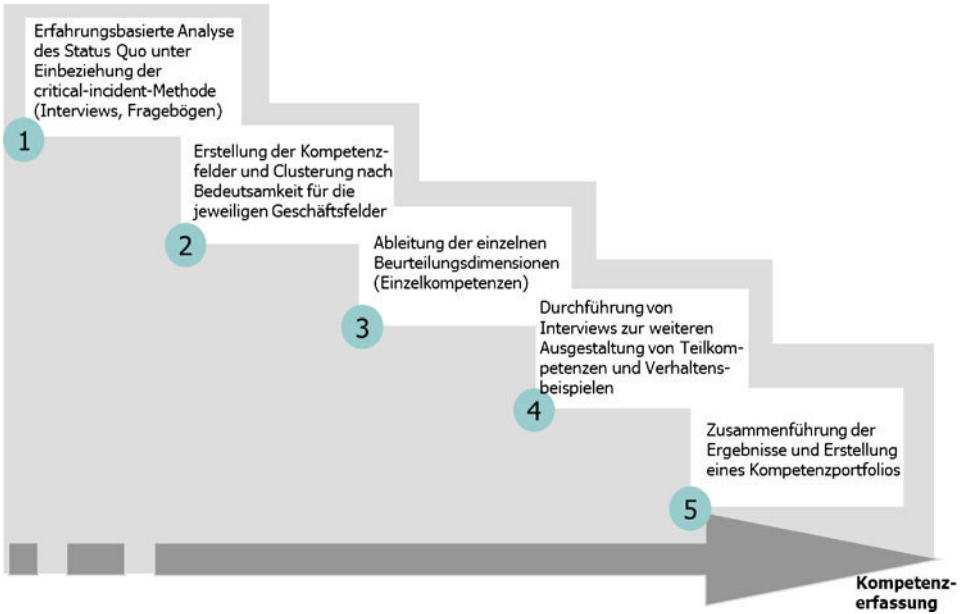 Erfahrungsbasierte Analyse
des Status Quo unter
Einbeziehung der
critical-incident-Methode
(Interviews, Fragebögen)
1
Erstellung der Kompetenz-
felder und Clusterung nach
Bedeutsamkeit für die
jeweiligen Geschäftsfelder
2
Ableitung der einzelnen
Beurteilungsdimensionen
(Einzelkompetenzen)
3
Durchführung von
Interviews zur weiteren
Ausgestaltung von Teilkom-
petenzen und Verhaltens-
beispielen
4
Zusammenführung der
Ergebnisse und Erstellung
eines Kompetenzportfolios
5
Kompetenz-
erfassung